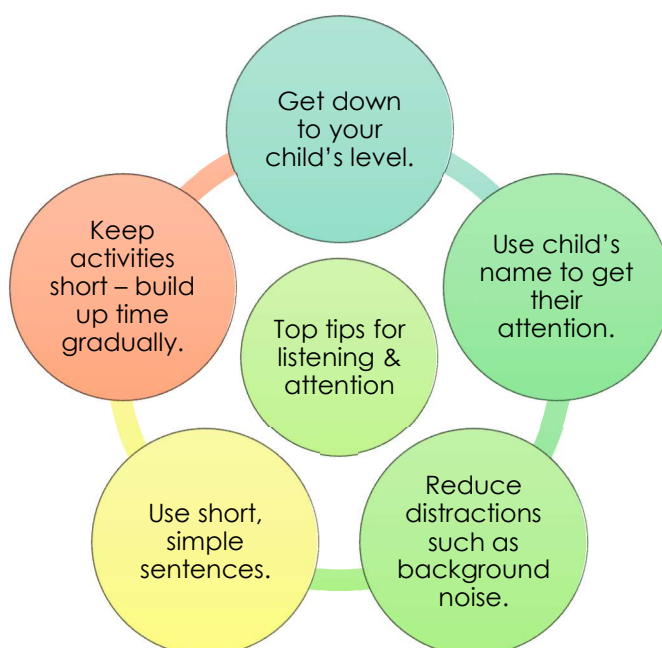 Get down
to your
child’s level.
Use child’s
name to get
their
attention.
Reduce
distractions
such as
background
noise.
Use short,
simple
sentences.
Keep
activities
short – build
up time
gradually.
Top tips for
listening &
attention